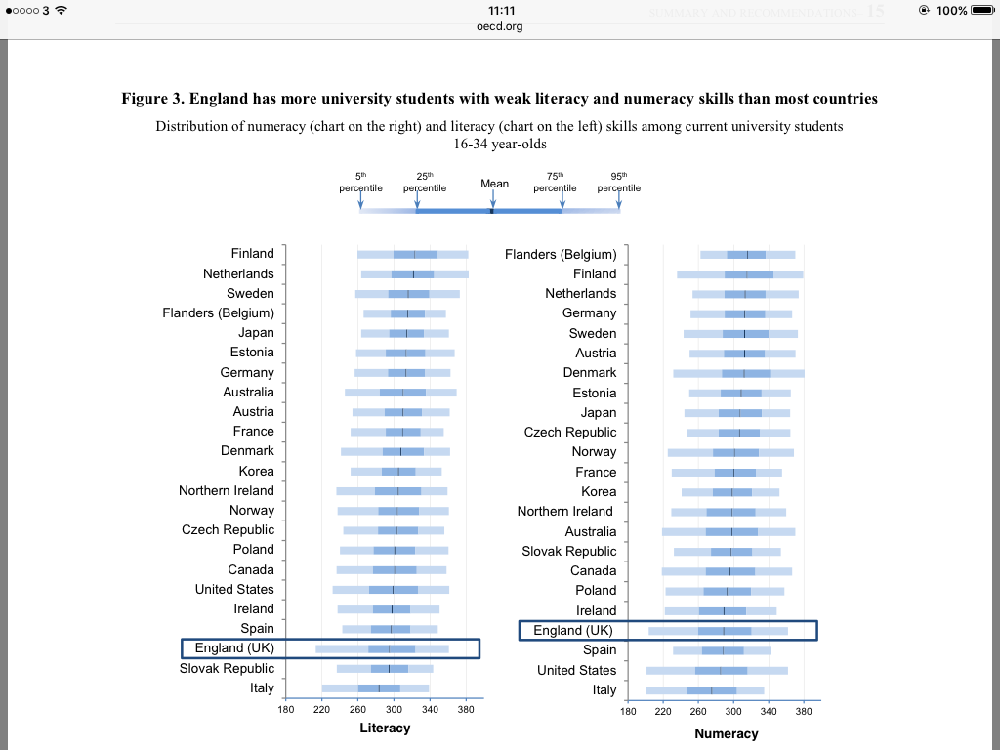 3
11:11
100%
oecd.org
SUMMARY AND RECOMMENDATIONS 15
Figure 3. England has more university students with weak literacy and numeracy skills than most countries
Distribution of numeracy (chart on the right) and literacy (chart on the left) skills among current university students
16-34 year-olds
5th percentile
25th percentile
Mean
75th percentile
95th percentile
Finland
Netherlands
Sweden
Flanders (Belgium)
Japan
Estonia
Germany
Australia
Austria
France
Denmark
Korea
Northern Ireland
Norway
Czech Republic
Poland
Canada
United States
Ireland
Spain
England (UK)
Slovak Republic
Italy
180 220 260 300 340 380
Literacy
Flanders (Belgium)
Finland
Netherlands
Germany
Sweden
Austria
Denmark
Estonia
Japan
Czech Republic
Norway
France
Korea
Northern Ireland
Australia
Slovak Republic
Canada
Poland
Ireland
England (UK)
Spain
United States
Italy
180 220 260 300 340 380
Numeracy